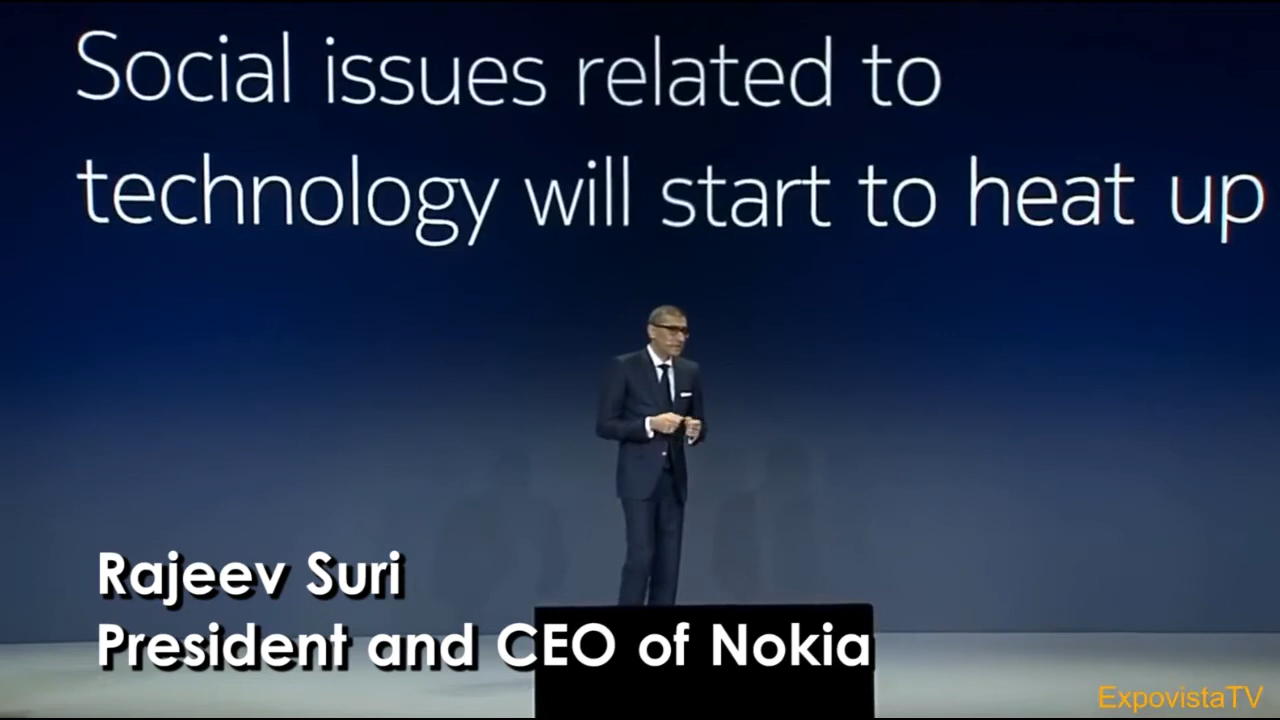 Social issues related to
technology will start to heat up
Rajeev Suri
President and CEO of Nokia
ExpovistaTV